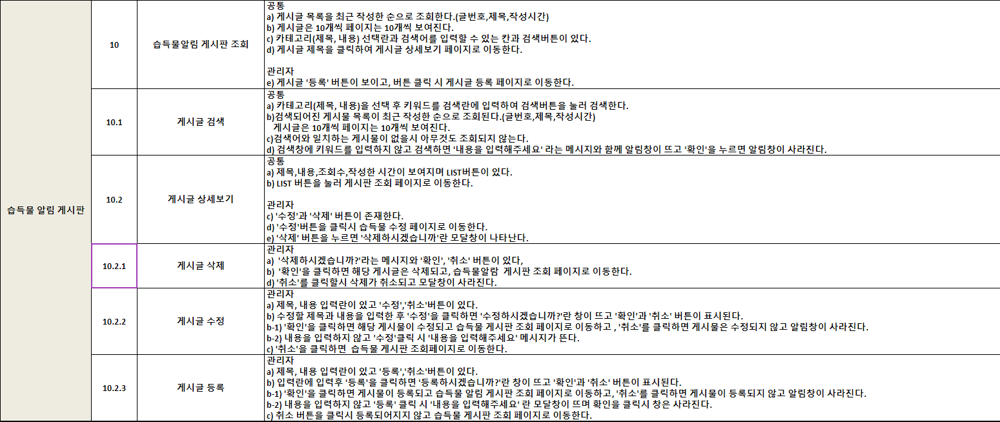 습득물 알림 게시판
10
습득물알림 게시판 조회
공통
a) 게시글 목록을 최근 작성한 순으로 조회한다.(글번호,제목,작성시간)
b) 게시글은 10개씩 페이지는 10개씩 보여진다.
c) 카테고리(제목, 내용) 선택란과 검색어를 입력할 수 있는 칸과 검색버튼이 있다.
d) 게시글 제목을 클릭하여 게시글 상세보기 페이지로 이동한다.
관리자
e) 게시글 '등록' 버튼이 보이고, 버튼 클릭 시 게시글 등록 페이지로 이동한다.
10.1
게시글 검색
공통
a) 카테고리(제목, 내용)을 선택 후 키워드를 검색란에 입력하여 검색버튼을 눌러 검색한다.
b)검색되어진 게시물 목록이 최근 작성한 순으로 조회된다.(글번호,제목,작성시간)
게시글은 10개씩 페이지는 10개씩 보여진다.
c)검색어와 일치하는 게시물이 없을시 아무것도 조회되지 않는다.
d) 검색창에 키워드를 입력하지 않고 검색하면 '내용을 입력해주세요' 라는 메시지와 함께 알림창이 뜨고 '확인'을 누르면 알림창이 사라진다.
10.2
게시글 상세보기
공통
a) 제목,내용,조회수,작성한 시간이 보여지며 LIST버튼이 있다.
b) LIST 버튼을 눌러 게시판 조회 페이지로 이동한다.
관리자
c) '수정'과 '삭제' 버튼이 존재한다.
d) '수정'버튼을 클릭시 습득물 수정 페이지로 이동한다.
e) '삭제' 버튼을 누르면 '삭제하시겠습니까'란 모달창이 나타난다.
10.2.1
게시글 삭제
관리자
a) '삭제하시겠습니까?'라는 메시지와 '확인', '취소' 버튼이 있다,
b) '확인'을 클릭하면 해당 게시글은 삭제되고, 습득물알람 게시판 조회 페이지로 이동한다.
d) '취소'를 클릭할시 삭제가 취소되고 모달창이 사라진다.
10.2.2
게시글 수정
관리자
a) 제목, 내용 입력란이 있고 '수정','취소'버튼이 있다.
b) 수정할 제목과 내용을 입력한 후 '수정'을 클릭하면 '수정하시겠습니까?'란 창이 뜨고 '확인'과 '취소' 버튼이 표시된다.
b-1) '확인'을 클릭하면 해당 게시물이 수정되고 습득물 게시판 조회 페이지로 이동하고 , '취소'를 클릭하면 게시물은 수정되지 않고 알림창이 사라진다.
b-2) 내용을 입력하지 않고 '수정'클릭 시 '내용을 입력해주세요' 메시지가 뜬다.
c) '취소'을 클릭하면 습득물 게시판 조회페이지로 이동한다.
10.2.3
게시글 등록
관리자
a) 제목, 내용 입력란이 있고 '등록','취소'버튼이 있다.
b) 입력란에 입력후 '등록'을 클릭하면 '등록하시겠습니까?'란 창이 뜨고 '확인'과 '취소' 버튼이 표시된다.
b-1) '확인'을 클릭하면 게시물이 등록되고 습득물 알림 게시판 조회 페이지로 이동하고, '취소'를 클릭하면 게시물이 등록되지 않고 알림창이 사라진다.
b-2) 내용을 입력하지 않고 '등록' 클릭 시 '내용을 입력해주세요' 란 모달창이 뜨며 확인을 클릭시 창은 사라진다.
c) 취소 버튼을 클릭시 등록되어지지 않고 습득물 게시판 조회 페이지로 이동한다.